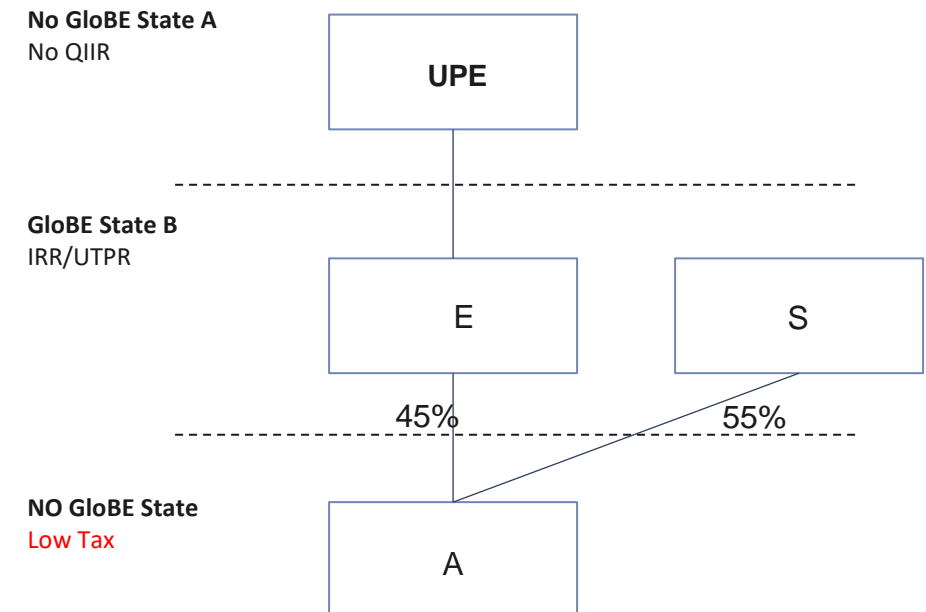 No GloBE State A
No QIIR
UPE
GloBE State B
IRR/UTPR
E
S
45%
55%
NO GloBE State
Low Tax
A